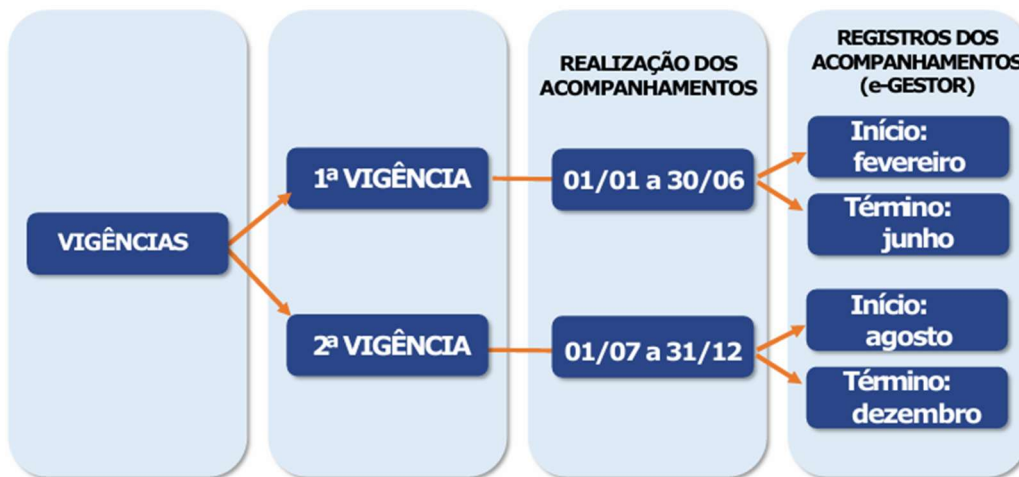 REALIZAÇÃO DOS
ACOMPANHAMENTOS
REGISTROS DOS
ACOMPANHAMENTOS
(e-GESTOR)
VIGÊNCIAS
1ª VIGÊNCIA
01/01 a 30/06
Início:
fevereiro
Término:
junho
2ª VIGÊNCIA
01/07 a 31/12
Início:
agosto
Término:
dezembro